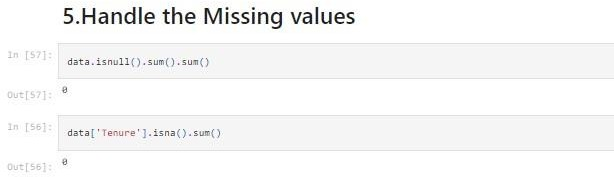 5.Handle the Missing values
In [57]: data.isnull().sum().sum()
Out[57]: 0
In [56]: data['Tenure'].isna().sum()
Out[56]: 0